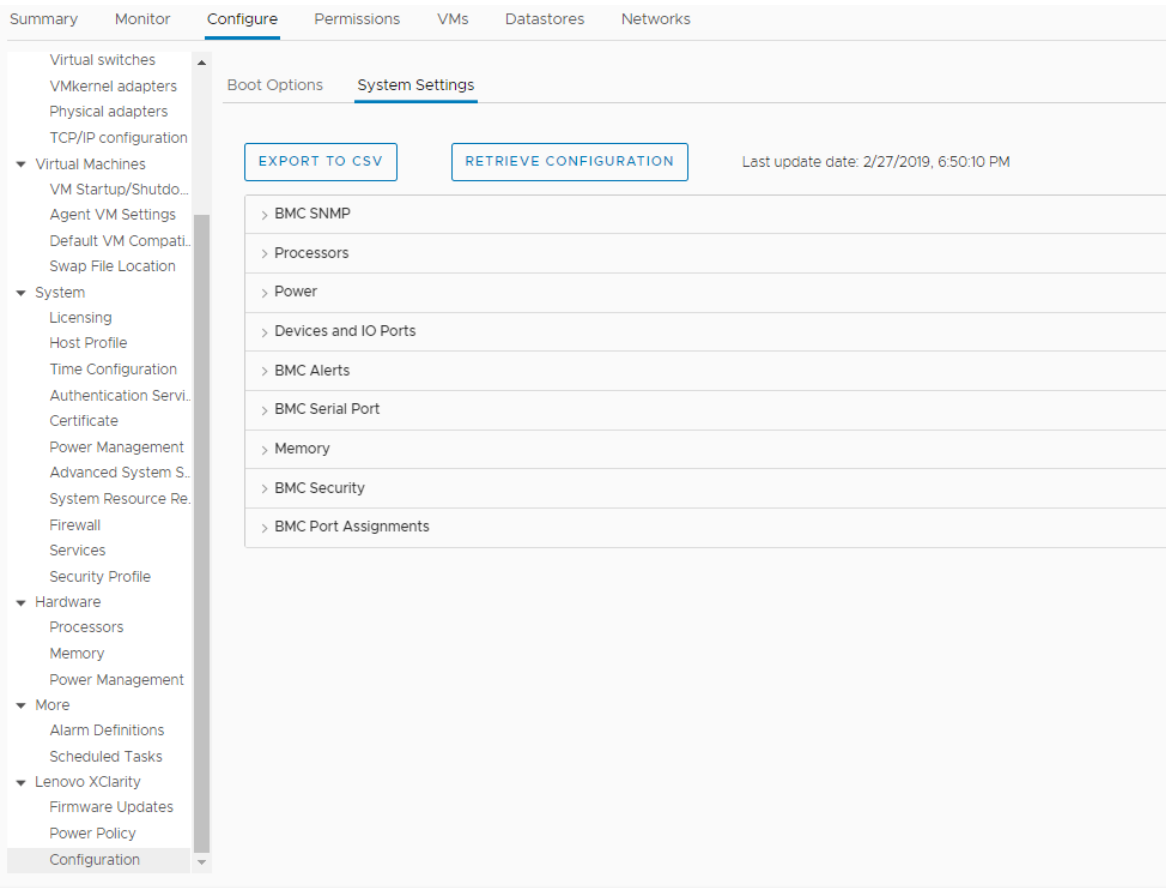 Summary Monitor Configure Permissions VMs Datastores Networks
Virtual switches
VMkernel adapters
Physical adapters
TCP/IP configuration
Virtual Machines
VM Startup/Shutdo...
Agent VM Settings
Default VM Compati..
Swap File Location
System
Licensing
Host Profile
Time Configuration
Authentication Servi..
Certificate
Power Management
Advanced System S..
System Resource Re.
Firewall
Services
Security Profile
Hardware
Processors
Memory
Power Management
More
Alarm Definitions
Scheduled Tasks
Lenovo XClarity
Firmware Updates
Power Policy
Configuration
Boot Options System Settings
EXPORT TO CSV RETRIEVE CONFIGURATION Last update date: 2/27/2019, 6:50:10 PM
BMC SNMP
Processors
Power
Devices and IO Ports
BMC Alerts
BMC Serial Port
Memory
BMC Security
BMC Port Assignments